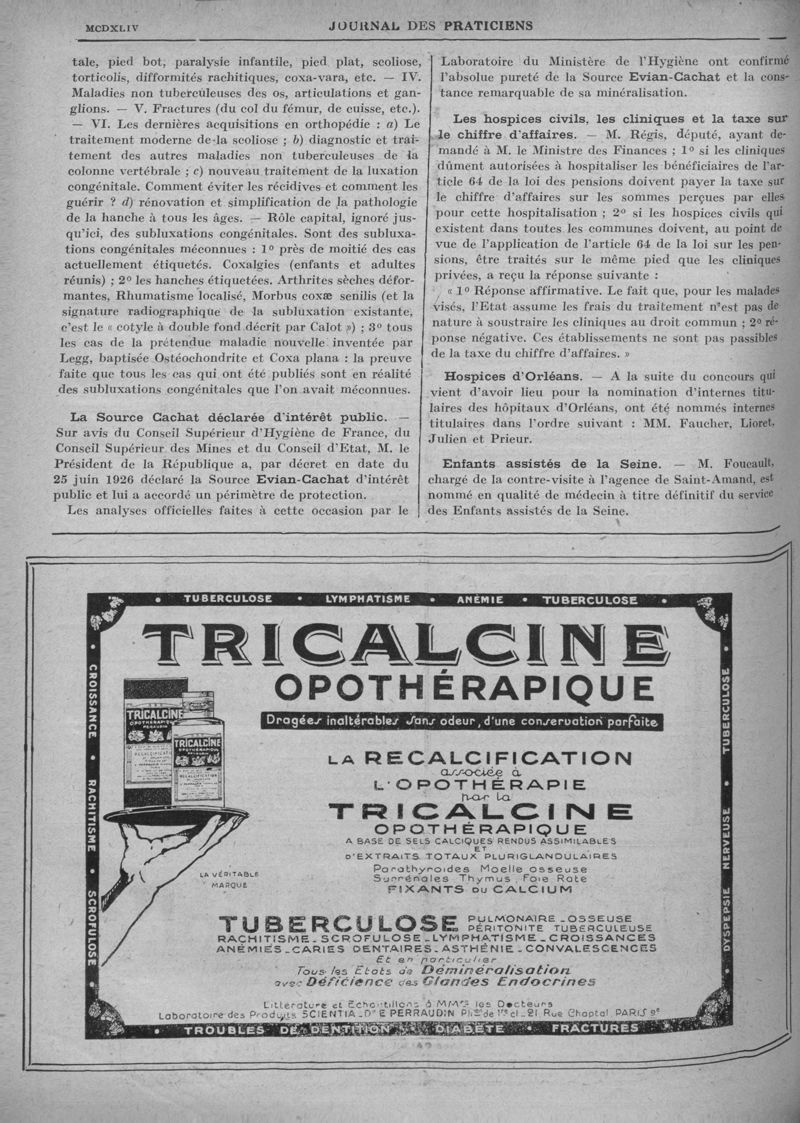 MCDXLIV
JOURNAL DES PRATICIENS
tale, pied bot, paralysie infantile, pied plat, scoliose,
torticolis, difformités rachitiques, coxa-vara, etc. — IV.
Maladies non tuberculeuses des os, articulations et gan-
glions. — V. Fractures (du col du fémur, de cuisse, etc.).
— VI. Les dernières acquisitions en orthopédie : a) Le
traitement moderne de la scoliose ; b) diagnostic et trai-
tement des autres maladies non tuberculeuses de la
colonne vertébrale ; c) nouveau traitement de la luxation
congénitale. Comment éviter les récidives et comment les
guérir ? d) rénovation et simplification de la pathologie
de la hanche à tous les âges. — Rôle capital, ignoré jus-
qu'ici, des subluxations congénitales. Sont des subluxa-
tions congénitales méconnues : 1º près de moitié des cas
actuellement étiquetés. Coxalgies (enfants et adultes
réunis) ; 2º les hanches étiquetées. Arthrites sèches défor-
mantes, Rhumatisme localisé, Morbus coxæ senilis (et la
signature radiographique de la subluxation existante,
c'est le « cotyle à double fond décrit par Calot ») ; 3º tous
les cas de la prétendue maladie nouvelle inventée par
Legg, baptisée Ostéochondrite et Coxa plana : la preuve
faite que tous les cas qui ont été publiés sont en réalité
des subluxations congénitales que l'on avait méconnues.
La Source Cachat déclarée d'intérêt public. —
Sur avis du Conseil Supérieur d'Hygiène de France, du
Conseil Supérieur des Mines et du Conseil d'Etat, M. le
Président de la République a, par décret en date du
25 juin 1926 déclaré la Source Evian-Cachat d'intérêt
public et lui a accordé un périmètre de protection.
Les analyses officielles faites à cette occasion par le
Laboratoire du Ministère de l'Hygiène ont confirmé
l'absolue pureté de la Source Evian-Cachat et la cons-
tance remarquable de sa minéralisation.
Les hospices civils, les cliniques et la taxe sur
le chiffre d'affaires. — M. Régis, député, ayant de-
mandé à M. le Ministre des Finances ; 1º si les cliniques
dûment autorisées à hospitaliser les bénéficiaires de l'ar-
ticle 64 de la loi des pensions doivent payer la taxe sur
le chiffre d'affaires sur les sommes perçues par elles
pour cette hospitalisation ; 2º si les hospices civils qui
existent dans toutes les communes doivent, au point de
vue de l'application de l'article 64 de la loi sur les pen-
sions, être traités sur le même pied que les cliniques
privées, a reçu la réponse suivante :
« 1º Réponse affirmative. Le fait que, pour les malades
visés, l'Etat assume les frais du traitement n'est pas de
nature à soustraire les cliniques au droit commun ; 2º ré-
ponse négative. Ces établissements ne sont pas passibles
de la taxe du chiffre d'affaires. »
Hospices d'Orléans. — A la suite du concours qui
vient d'avoir lieu pour la nomination d'internes titu-
laires des hôpitaux d'Orléans, ont été nommés internes
titulaires dans l'ordre suivant : MM. Faucher, Lioret,
Julien et Prieur.
Enfants assistés de la Seine. — M. Foucault,
chargé de la contre-visite à l'agence de Saint-Amand, est
nommé en qualité de médecin à titre définitif du service
des Enfants assistés de la Seine.
• TUBERCULOSE • LYMPHATISME • ANÉMIE • TUBERCULOSE •
CROISSANCE • RACHITISME • SCROFULOSE
TUBERCULOSE • DYSPEPSIE NERVEUSE
TRICALCINE
OPOTHÉRAPIQUE
Dragées inaltérables sans odeur, d'une conservation parfaite
TRICALCINE
OPOTHÉRAPIQUE
TRICALCINE
OPOTHÉRAPIQUE
LA VÉRITABLE
MARQUE
LA RECALCIFICATION
associée à
L'OPOTHÉRAPIE
par la
TRICALCINE
OPOTHÉRAPIQUE
A BASE DE SELS CALCIQUES RENDUS ASSIMILABLES
ET
D'EXTRAITS TOTAUX PLURIGLANDULAIRES
Parathyroides Moelle osseuse
Surrénales Thymus, Foie Rate
FIXANTS DU CALCIUM
TUBERCULOSE PULMONAIRE - OSSEUSE
PÉRITONITE TUBERCULEUSE
RACHITISME - SCROFULOSE - LYMPHATISME - CROISSANCES
ANÉMIES - CARIES DENTAIRES - ASTHÉNIE - CONVALESCENCES
Et en particulier
Tous les Etats de Déminéralisation
avec Déficience des Glandes Endocrines
Littérature et Echantillons à MM.rs les Docteurs
Laboratoire des Produits SCIENTIA - Dr E PERRAUDIN Ph.en de 1re cl - 21 Rue Chaptal PARIS 9e
TROUBLES DE DENTITION • DIABÈTE • FRACTURES